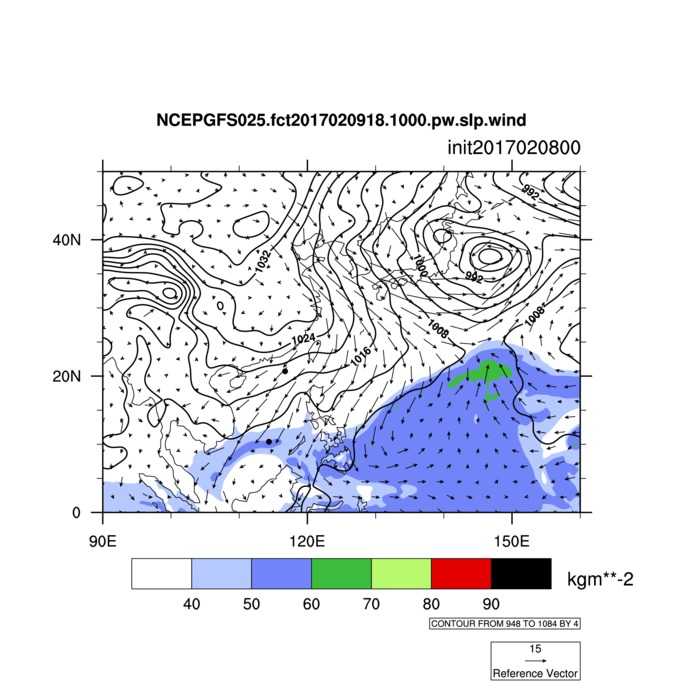 NCEPGFS025.fct2017020918.1000.pw.slp.wind
init2017020800
992
40N
1032
1000
992
1008
1008
1024
1016
20N
0
90E 120E 150E
kgm**-2
40 50 60 70 80 90
CONTOUR FROM 948 TO 1084 BY 4
15
Reference Vector